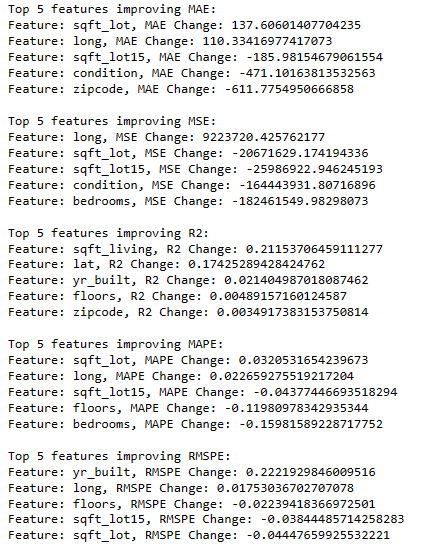 Top 5 features improving MAE:
Feature: sqft_lot, MAE Change: 137.60601407704235
Feature: long, MAE Change: 110.33416977417073
Feature: sqft_lot15, MAE Change: -185.98154679061554
Feature: condition, MAE Change: -471.10163813532563
Feature: zipcode, MAE Change: -611.7754950666858
Top 5 features improving MSE:
Feature: long, MSE Change: 9223720.425762177
Feature: sqft_lot, MSE Change: -20671629.174194336
Feature: sqft_lot15, MSE Change: -25986922.946245193
Feature: condition, MSE Change: -164443931.80716896
Feature: bedrooms, MSE Change: -182461549.98298073
Top 5 features improving R2:
Feature: sqft_living, R2 Change: 0.21153706459111277
Feature: lat, R2 Change: 0.17425289428424762
Feature: yr_built, R2 Change: 0.021404987018087462
Feature: floors, R2 Change: 0.00489157160124587
Feature: zipcode, R2 Change: 0.0034917383153750814
Top 5 features improving MAPE:
Feature: sqft_lot, MAPE Change: 0.0320531654239673
Feature: long, MAPE Change: 0.022659275519217204
Feature: sqft_lot15, MAPE Change: -0.04377446693518294
Feature: floors, MAPE Change: -0.11980978342935344
Feature: bedrooms, MAPE Change: -0.15981589228717752
Top 5 features improving RMSPE:
Feature: yr_built, RMSPE Change: 0.2221929846009516
Feature: long, RMSPE Change: 0.01753036702707078
Feature: floors, RMSPE Change: -0.02239418366972501
Feature: sqft_lot15, RMSPE Change: -0.03844485714258283
Feature: sqft_lot, RMSPE Change: -0.04447659925532221